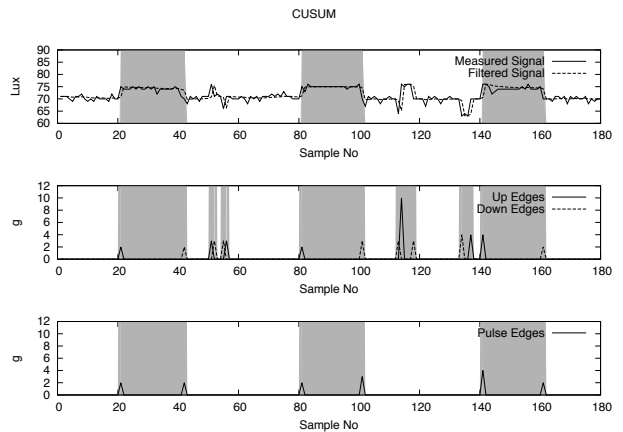 CUSUM
90
85
80
75
70
65
60
Lux
Measured Signal
Filtered Signal
0 20 40 60 80 100 120 140 160 180
Sample No
12
10
8
6
4
2
0
g
Up Edges
Down Edges
0 20 40 60 80 100 120 140 160 180
Sample No
12
10
8
6
4
2
0
g
Pulse Edges
0 20 40 60 80 100 120 140 160 180
Sample No